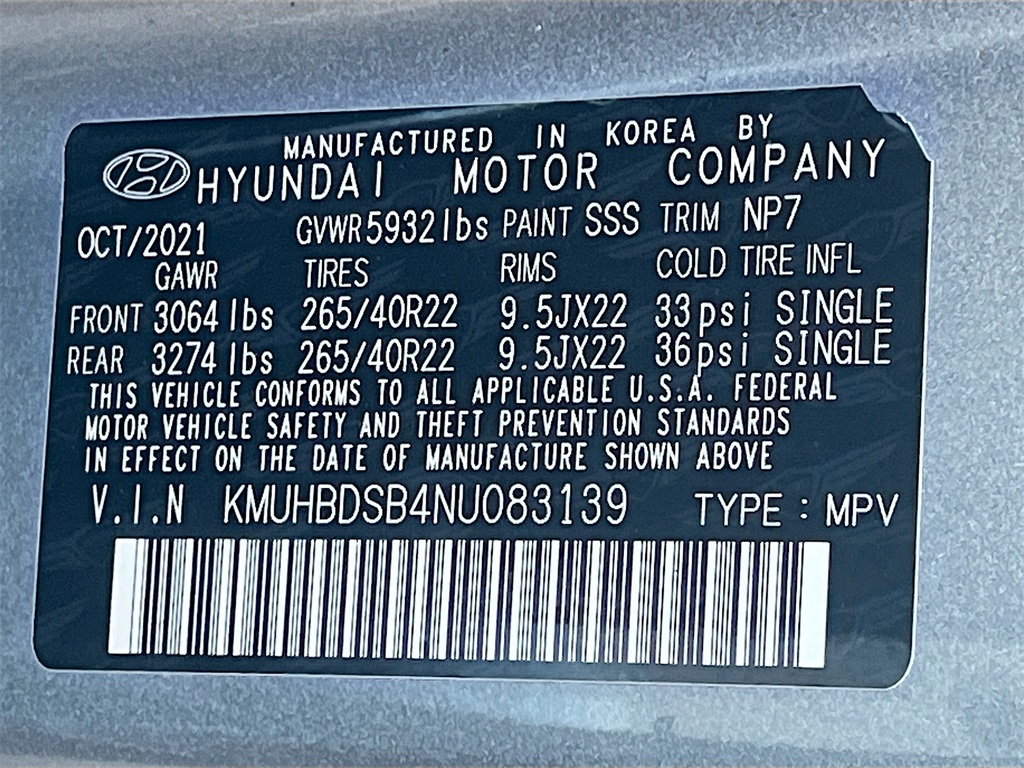 MANUFACTURED IN KOREA BY
HYUNDAI MOTOR COMPANY
OCT/2021 GVWR 5932 lbs PAINT SSS TRIM NP7
GAWR TIRES RIMS COLD TIRE INFL
FRONT 3064 lbs 265/40R22 9.5JX22 33psi SINGLE
REAR 3274 lbs 265/40R22 9.5JX22 36psi SINGLE
THIS VEHICLE CONFORMS TO ALL APPLICABLE U.S.A. FEDERAL
MOTOR VEHICLE SAFETY AND THEFT PREVENTION STANDARDS
IN EFFECT ON THE DATE OF MANUFACTURE SHOWN ABOVE
V.I.N KMUHBDSB4NU083139 TYPE : MPV